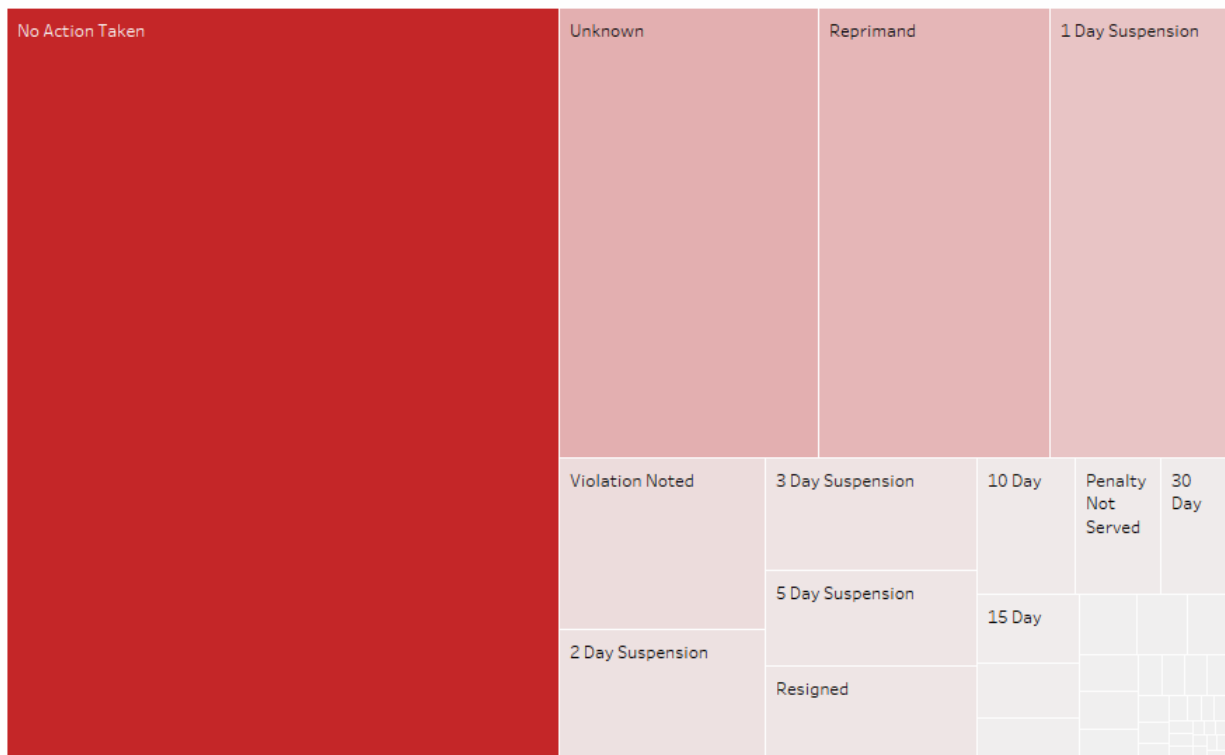 No Action Taken
Unknown
Reprimand
1 Day Suspension
Violation Noted
3 Day Suspension
10 Day
Penalty
Not
Served
30
Day
5 Day Suspension
15 Day
2 Day Suspension
Resigned